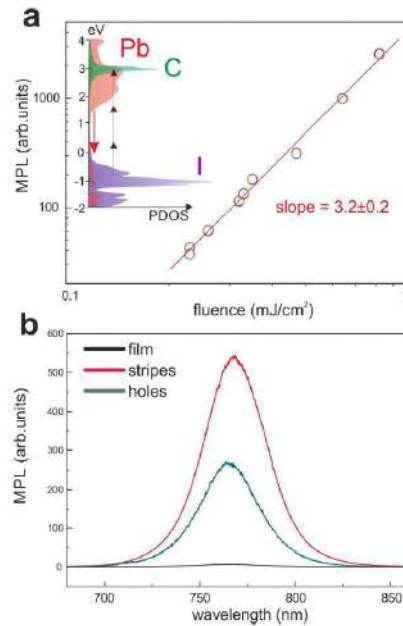 a
eV
4
3
2
1
0
-1
-2
Pb
C
I
PDOS
1000
100
MPL (arb.units)
slope = 3.2±0.2
0.1
fluence (mJ/cm²)
b
600
500
400
300
200
100
0
MPL (arb.units)
film
stripes
holes
700 750 800 850
wavelength (nm)